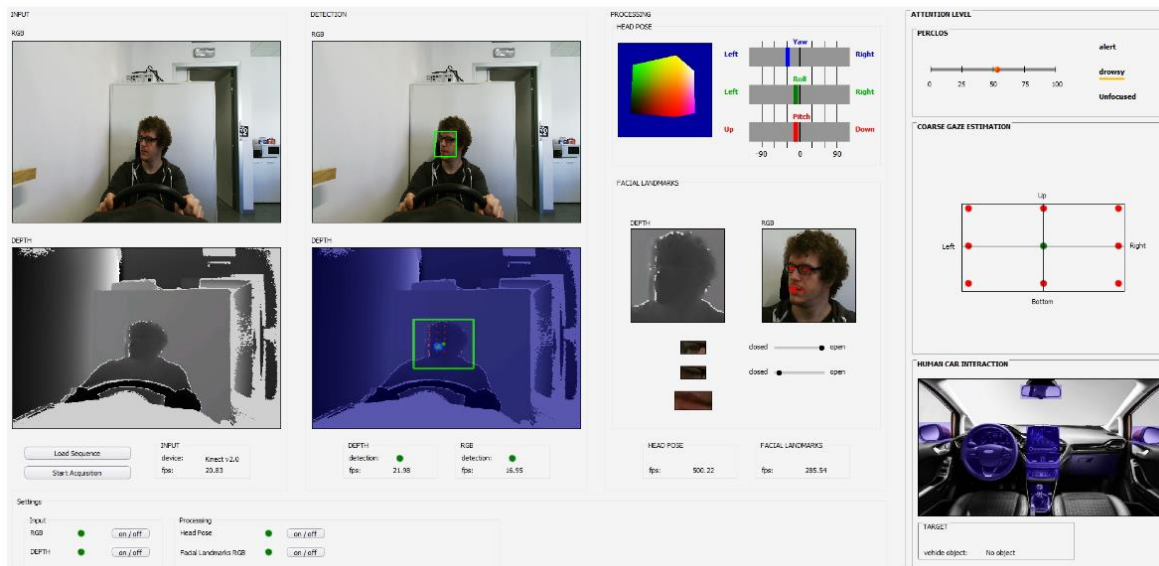 INPUT
RGB
DEPTH
Load Sequence
Start Acquisition
INPUT
device: Kinect v2.0
fps: 20.83
DETECTION
RGB
DEPTH
DEPTH
detection:
fps: 21.98
RGB
detection:
fps: 16.95
PROCESSING
HEAD POSE
Yaw
Left Right
Roll
Left Right
Pitch
Up Down
-90 0 90
FACIAL LANDMARKS
DEPTH RGB
closed open
closed open
HEAD POSE
fps: 500.22
FACIAL LANDMARKS
fps: 285.54
ATTENTION LEVEL
PERCLOS
0 25 50 75 100
alert
drowsy
Unfocused
COARSE GAZE ESTIMATION
Up
Left Right
Bottom
HUMAN CAR INTERACTION
TARGET
vehicle object: No object
Settings
Input
RGB on / off
DEPTH on / off
Processing
Head Pose on / off
Facial Landmarks RGB on / off